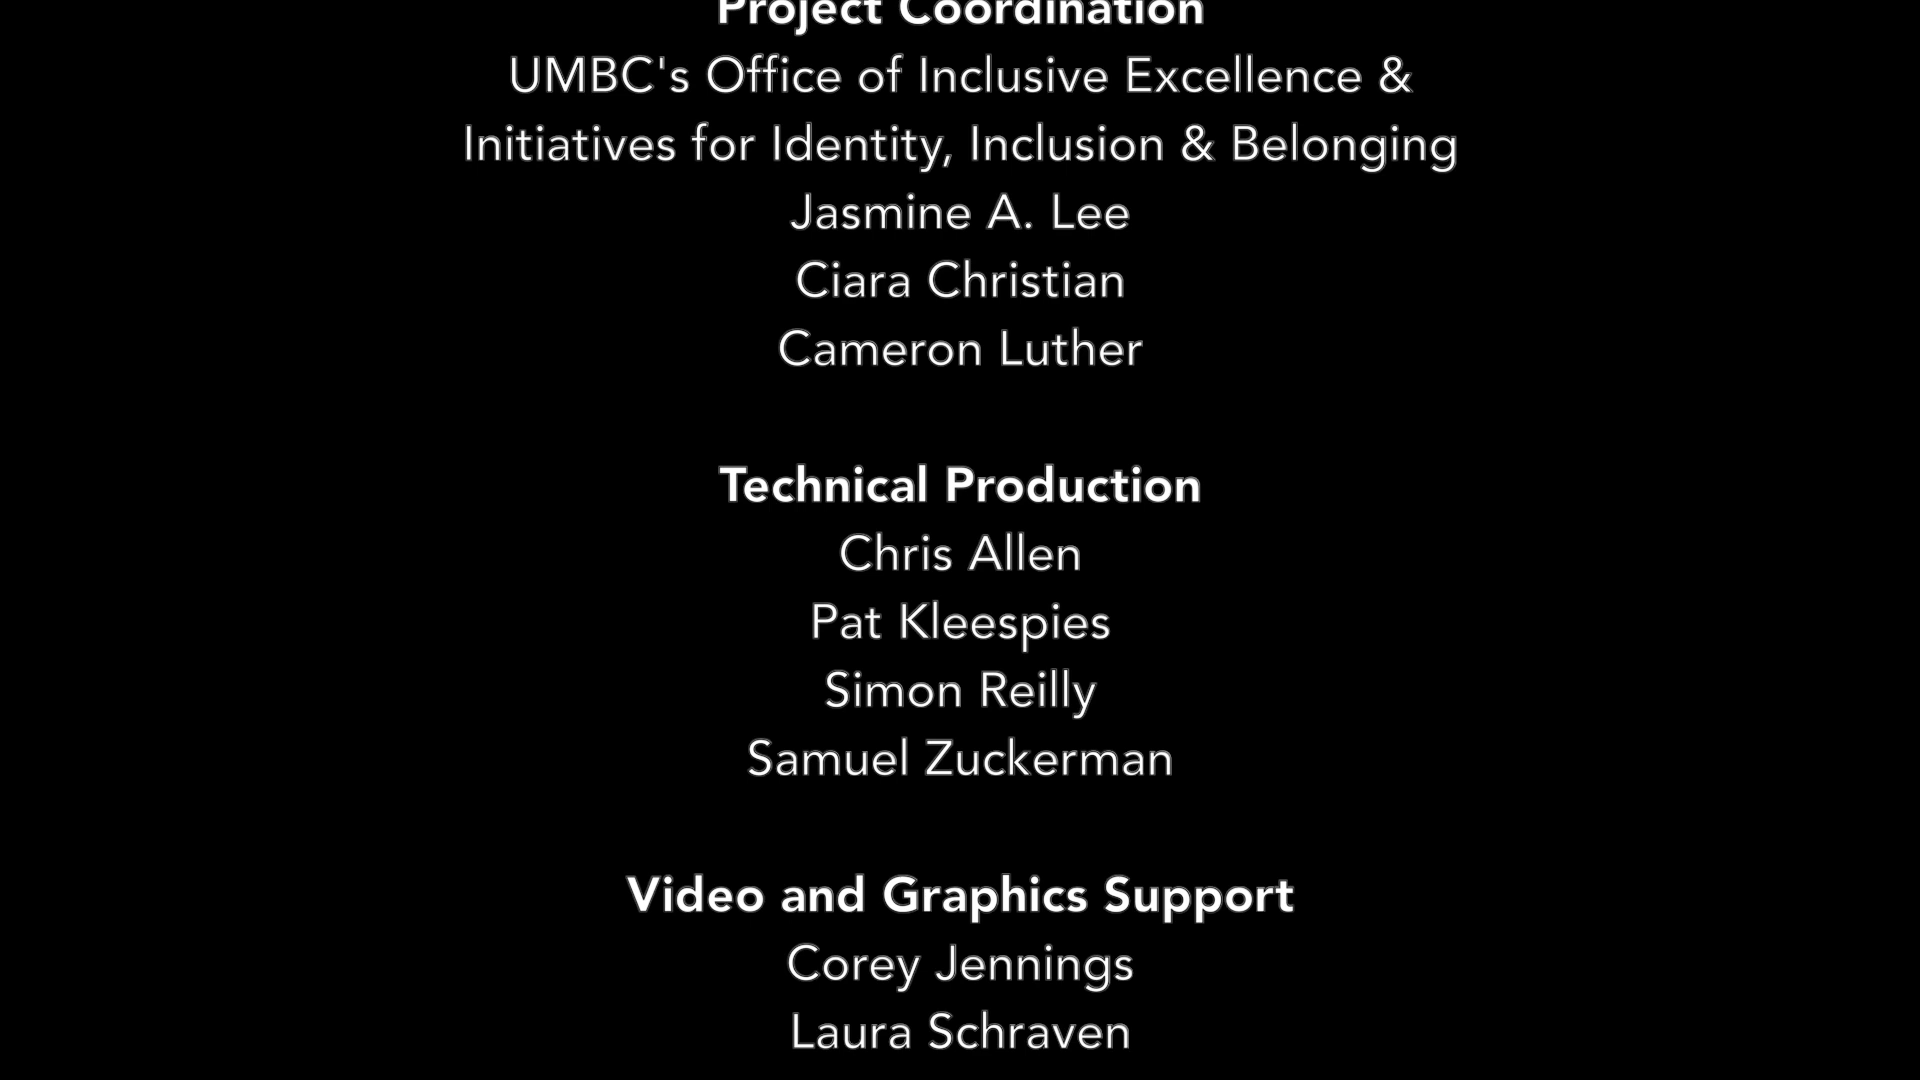 Project Coordination
UMBC's Office of Inclusive Excellence &
Initiatives for Identity, Inclusion & Belonging
Jasmine A. Lee
Ciara Christian
Cameron Luther
Technical Production
Chris Allen
Pat Kleespies
Simon Reilly
Samuel Zuckerman
Video and Graphics Support
Corey Jennings
Laura Schraven